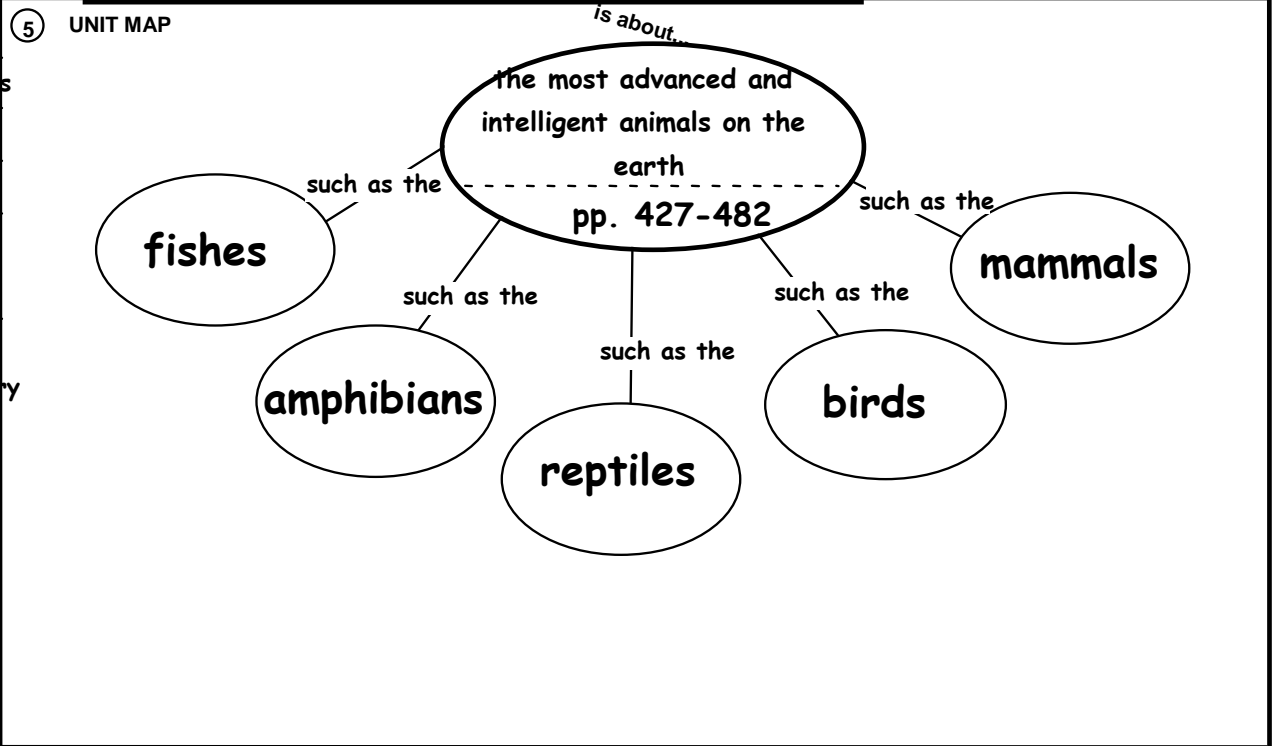 5 UNIT MAP
is about...
the most advanced and
intelligent animals on the
earth
pp. 427-482
such as the
fishes
such as the
amphibians
such as the
reptiles
such as the
birds
such as the
mammals
s
ry